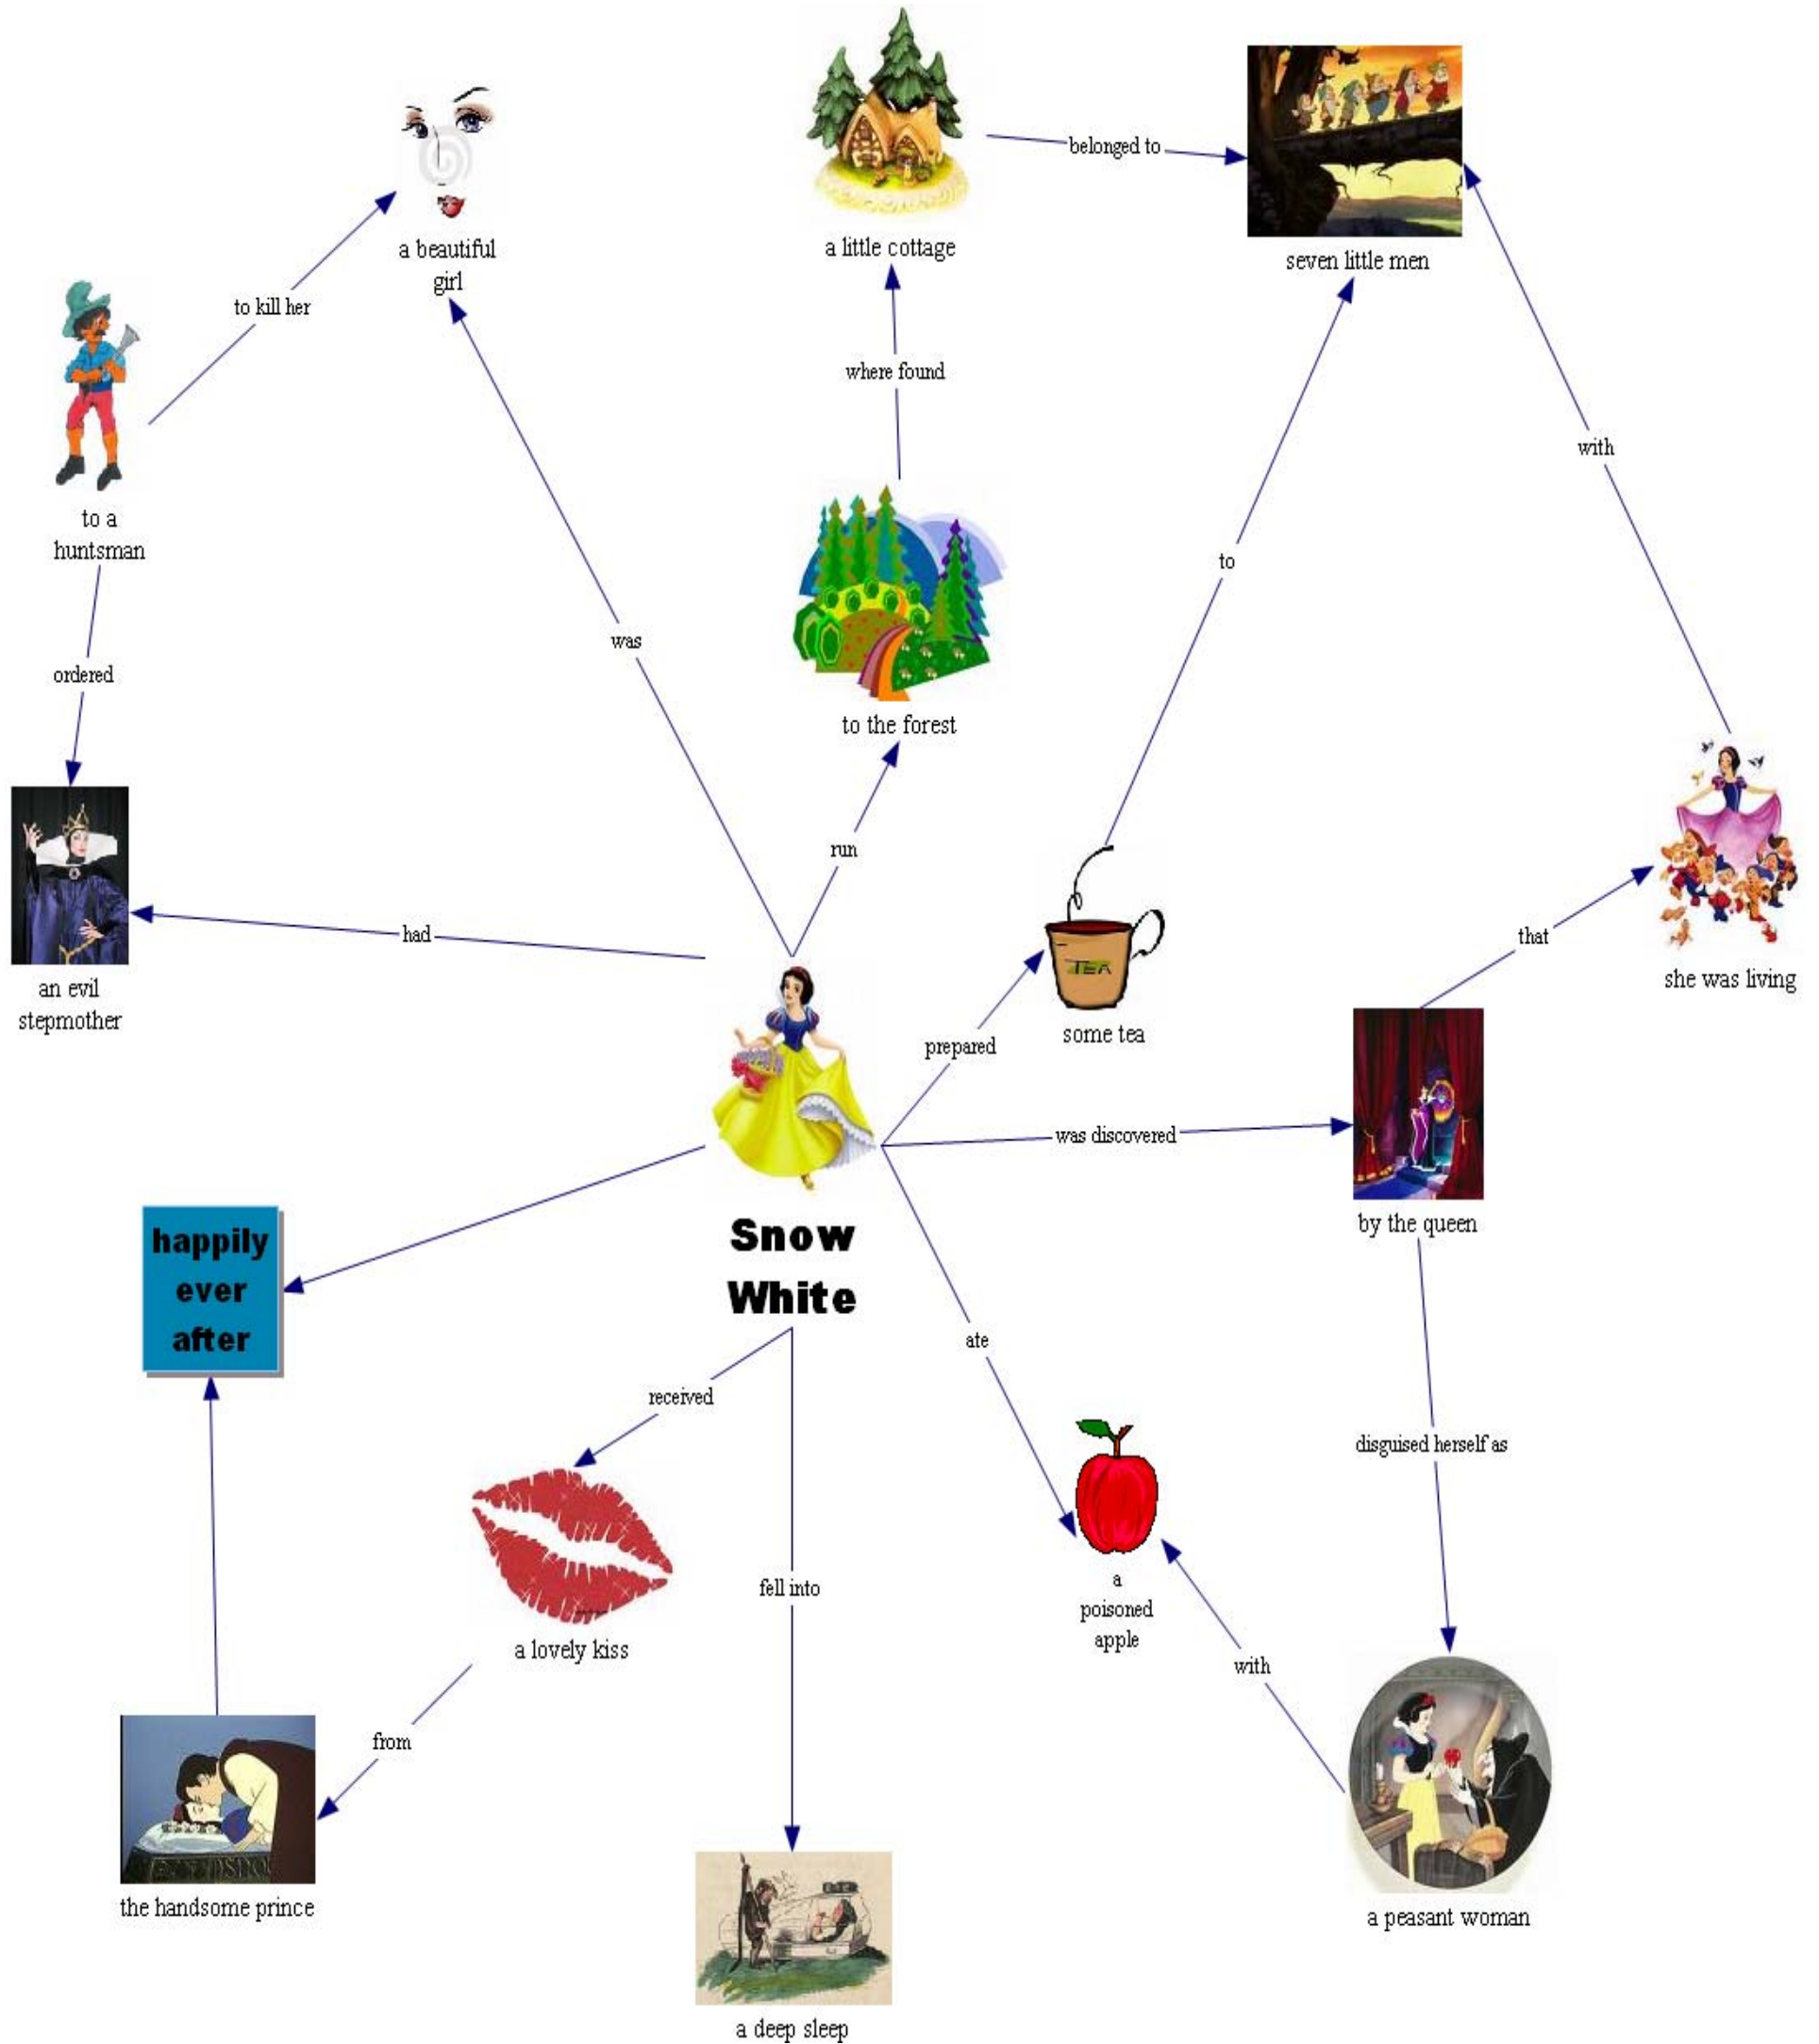 a beautiful
girl
a little cottage
belonged to
seven little men
to kill her
where found
with
to a
huntsman
to
was
ordered
to the forest
run
had
that
an evil
stepmother
she was living
TEA
some tea
prepared
was discovered
by the queen
happily
ever
after
Snow
White
ate
received
disguised herself as
fell into
a
poisoned
apple
a lovely kiss
with
from
the handsome prince
a peasant woman
a deep sleep